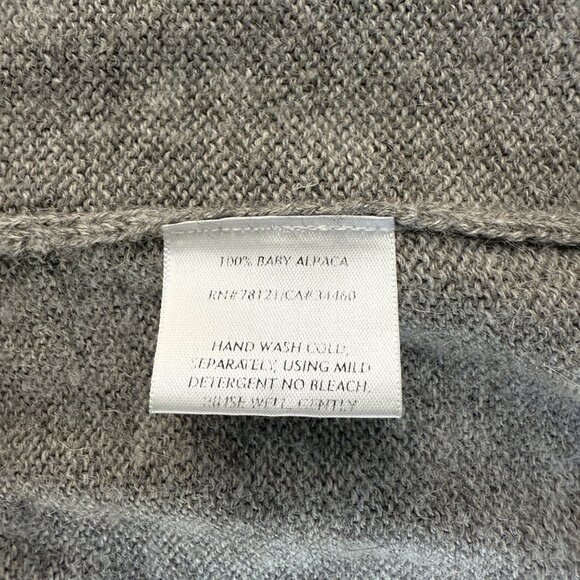 100% BABY ALPACA
RN#78121/CA#34460
HAND WASH COLD,
SEPARATELY, USING MILD
DETERGENT NO BLEACH.
RINSE WELL, GENTLY